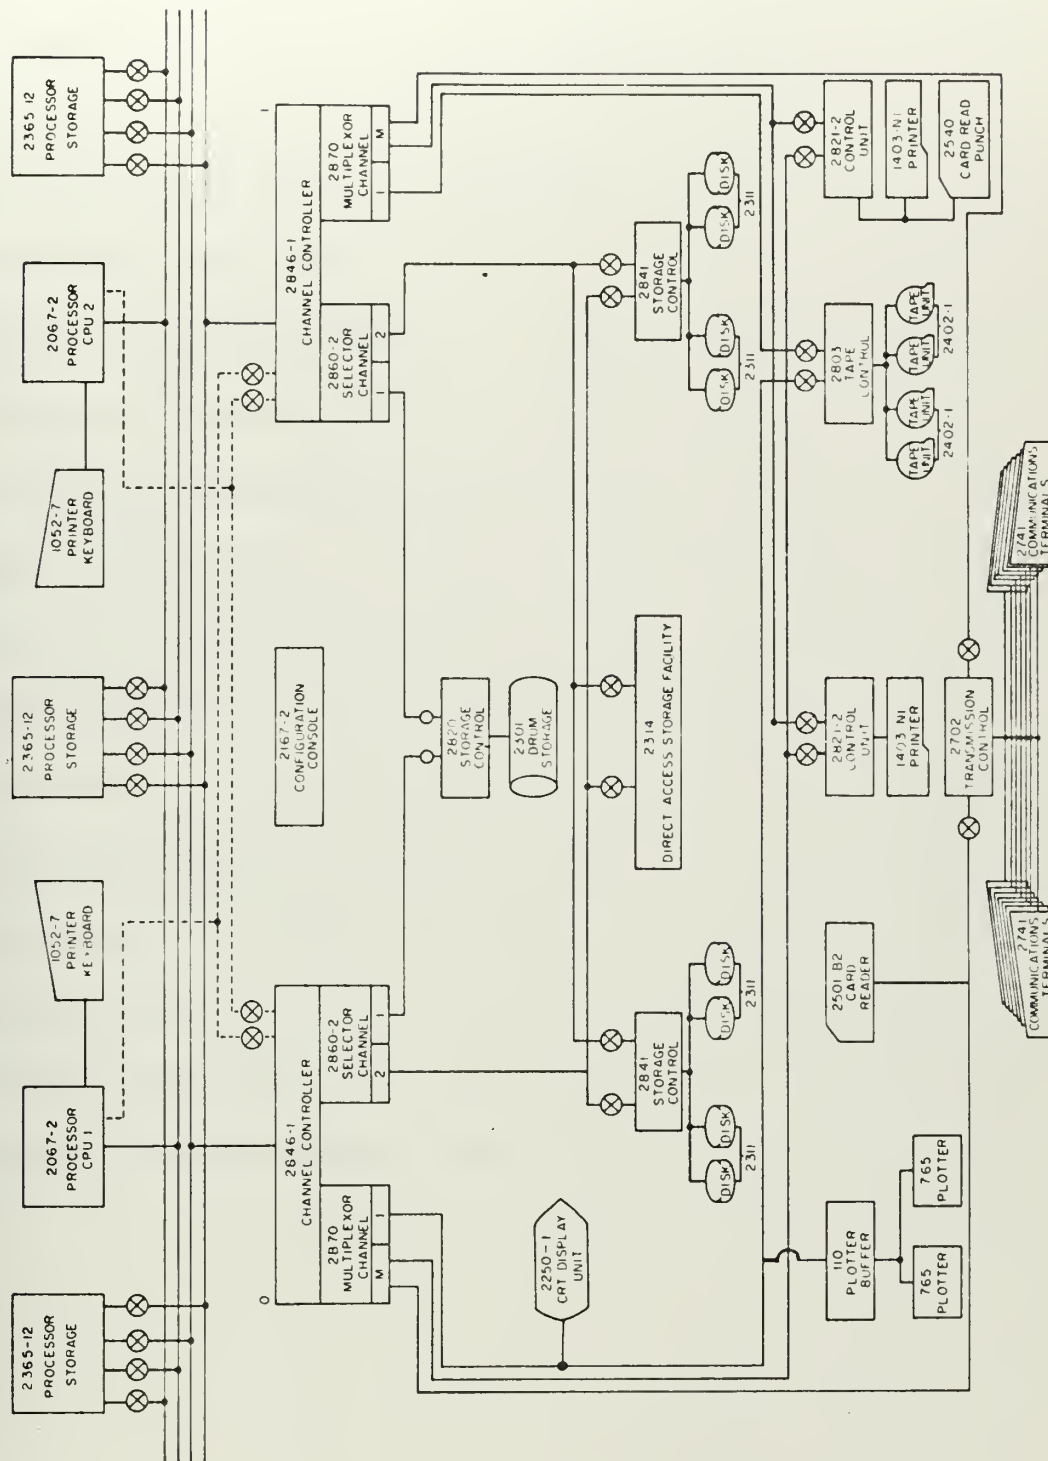 2365-12
PROCESSOR
STORAGE
2067-2
PROCESSOR
CPU 1
1052-7
PRINTER
KEYBOARD
2365-12
PROCESSOR
STORAGE
1052-7
PRINTER
KEYBOARD
2067-2
PROCESSOR
CPU 2
2365-12
PROCESSOR
STORAGE
0
2846-1
CHANNEL CONTROLLER
2870
MULTIPLEXOR
CHANNEL
M
1
2860-2
SELECTOR
CHANNEL
2
1
2167-2
CONFIGURATION
CONSOLE
1
2846-1
CHANNEL CONTROLLER
2860-2
SELECTOR
CHANNEL
1
2
2870
MULTIPLEXOR
CHANNEL
1
M
2820
STORAGE
CONTROL
2301
DRUM
STORAGE
2250-1
CRT DISPLAY
UNIT
2841
STORAGE
CONTROL
DISK
DISK
2311
DISK
DISK
2311
2314
DIRECT ACCESS STORAGE FACILITY
2841
STORAGE
CONTROL
DISK
DISK
2311
DISK
DISK
2311
110
PLOTTER
BUFFER
765
PLOTTER
765
PLOTTER
2501 B2
CARD
READER
2821-2
CONTROL
UNIT
1403 N1
PRINTER
2803
TAPE
CONTROL
TAPE
UNIT
TAPE
UNIT
2402-1
TAPE
UNIT
TAPE
UNIT
2402-1
2821-2
CONTROL
UNIT
1403-N1
PRINTER
2540
CARD READ
PUNCH
2702
TRANSMISSION
CONTROL
2741
COMMUNICATIONS
TERMINALS
2741
COMMUNICATIONS
TERMINALS